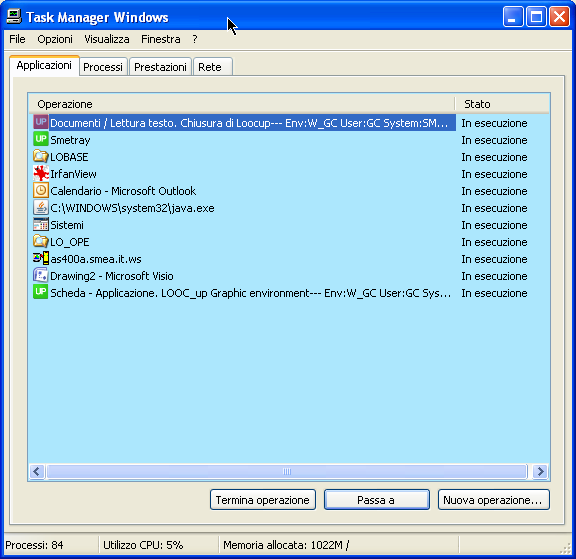 Task Manager Windows
File Opzioni Visualizza Finestra ?
Applicazioni Processi Prestazioni Rete
Operazione Stato
UP Documenti / Lettura testo. Chiusura di Loocup--- Env:W_GC User:GC System:SM... In esecuzione
UP Smetray In esecuzione
LOBASE In esecuzione
IrfanView In esecuzione
Calendario - Microsoft Outlook In esecuzione
C:\WINDOWS\system32\java.exe In esecuzione
Sistemi In esecuzione
LO_OPE In esecuzione
as400a.smea.it.ws In esecuzione
Drawing2 - Microsoft Visio In esecuzione
UP Scheda - Applicazione. LOOC_up Graphic environment--- Env:W_GC User:GC Sys... In esecuzione
Termina operazione Passa a Nuova operazione...
Processi: 84 Utilizzo CPU: 5% Memoria allocata: 1022M /